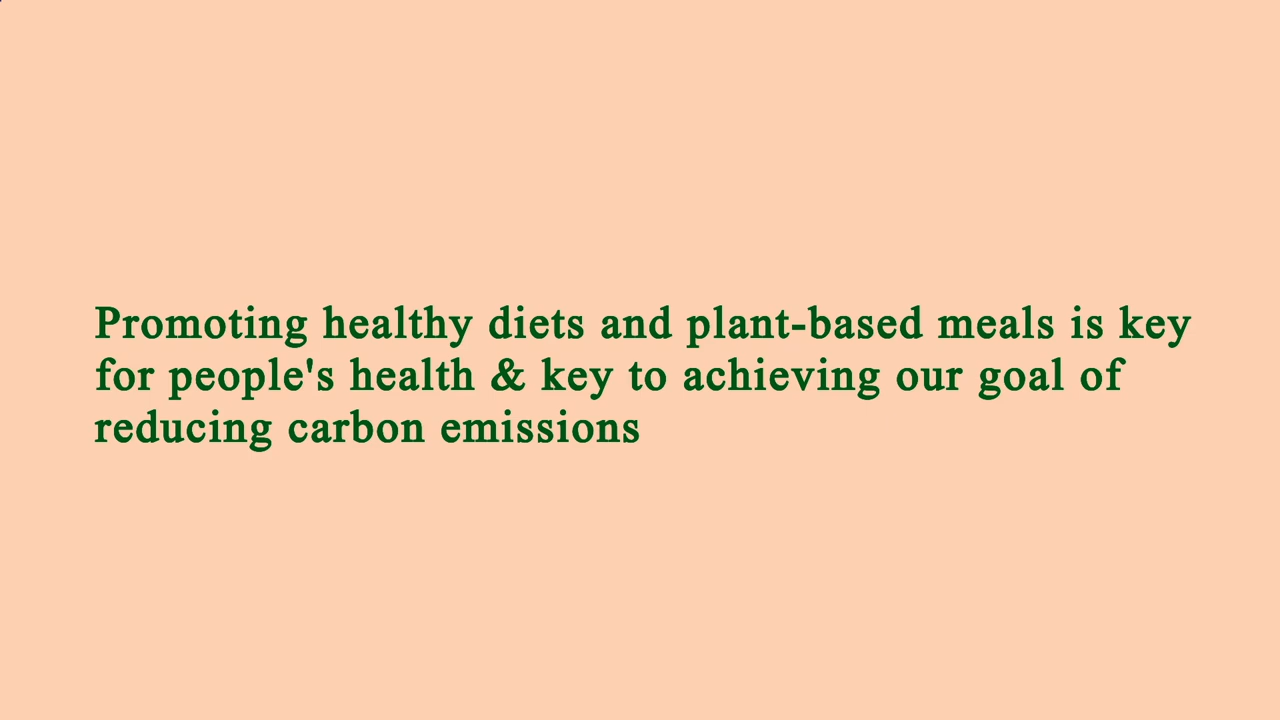 Promoting healthy diets and plant-based meals is key
for people's health & key to achieving our goal of
reducing carbon emissions